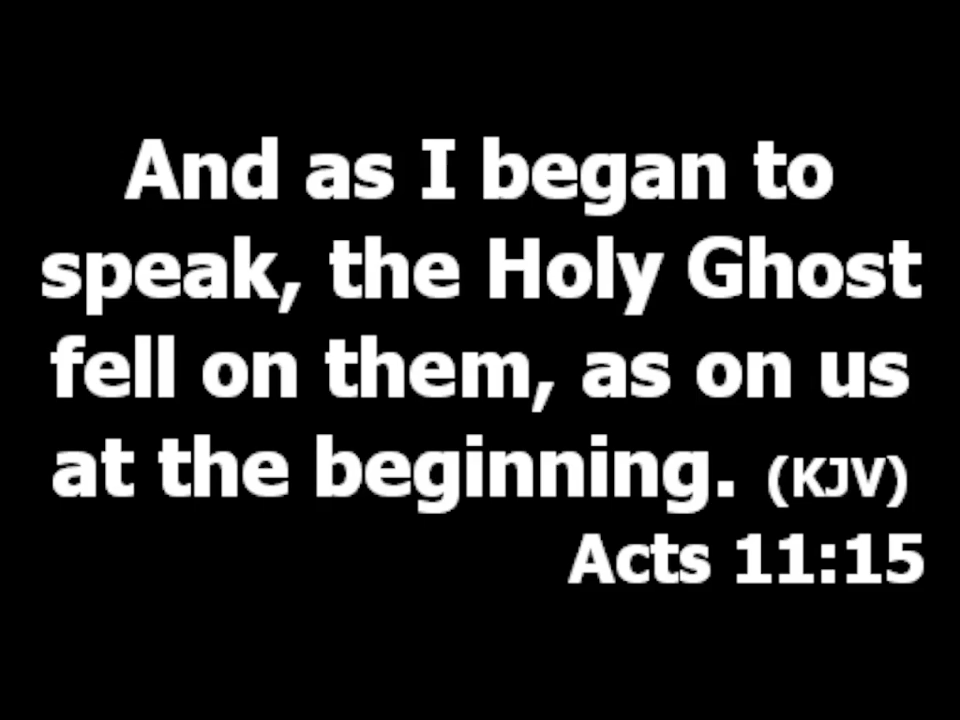 And as I began to
speak, the Holy Ghost
fell on them, as on us
at the beginning. (KJV)
Acts 11:15